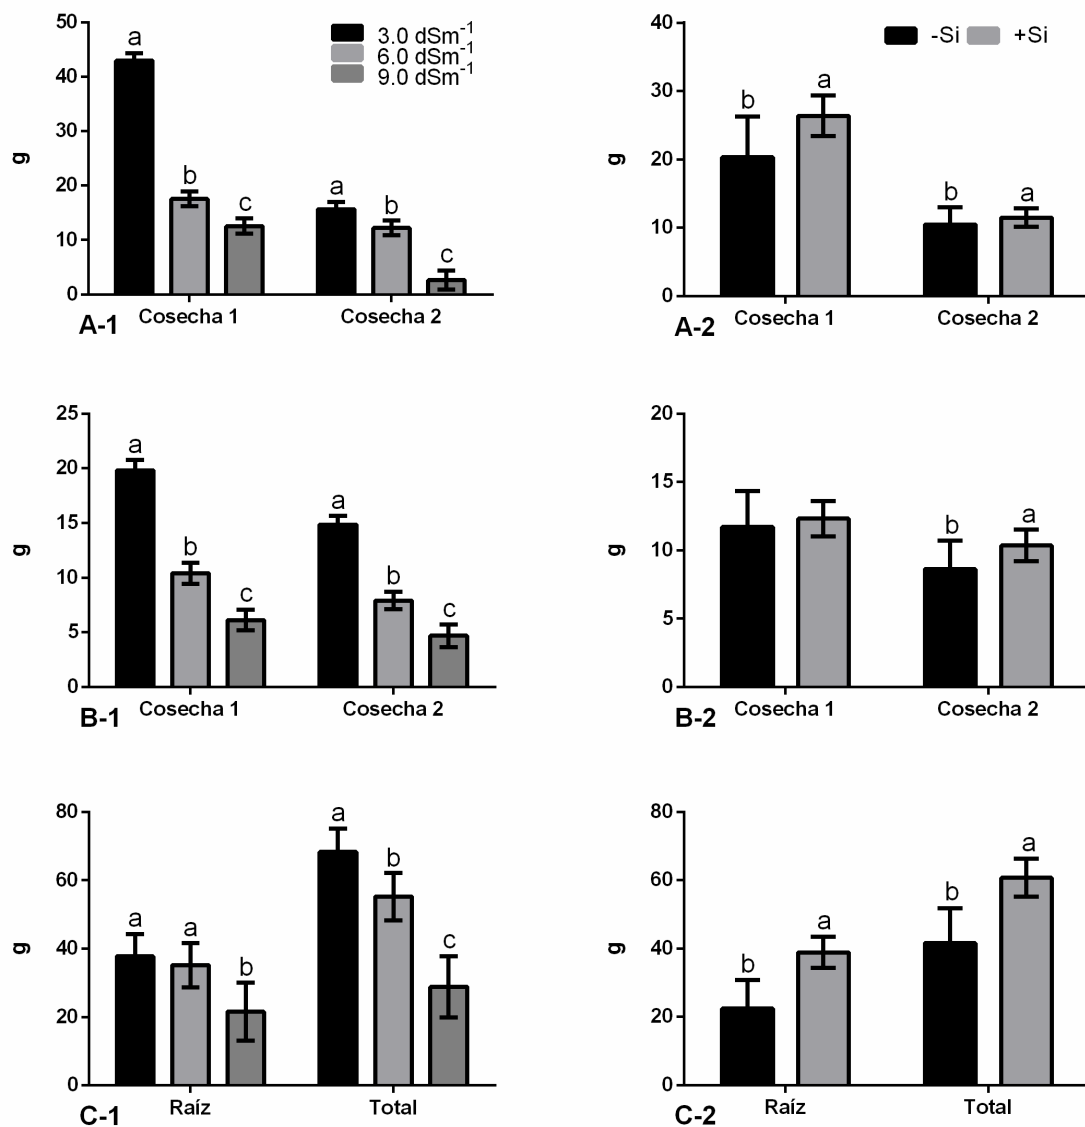 50
40
30
20
10
0
g
a
b
c
a
b
c
3.0 dSm⁻¹
6.0 dSm⁻¹
9.0 dSm⁻¹
Cosecha 1
Cosecha 2
A-1
40
30
20
10
0
g
b
a
b
a
-Si
+Si
Cosecha 1
Cosecha 2
A-2
25
20
15
10
5
0
g
a
b
c
a
b
c
Cosecha 1
Cosecha 2
B-1
20
15
10
5
0
g
b
a
Cosecha 1
Cosecha 2
B-2
80
60
40
20
0
g
a
a
b
a
b
c
Raíz
Total
C-1
80
60
40
20
0
g
b
a
b
a
Raíz
Total
C-2